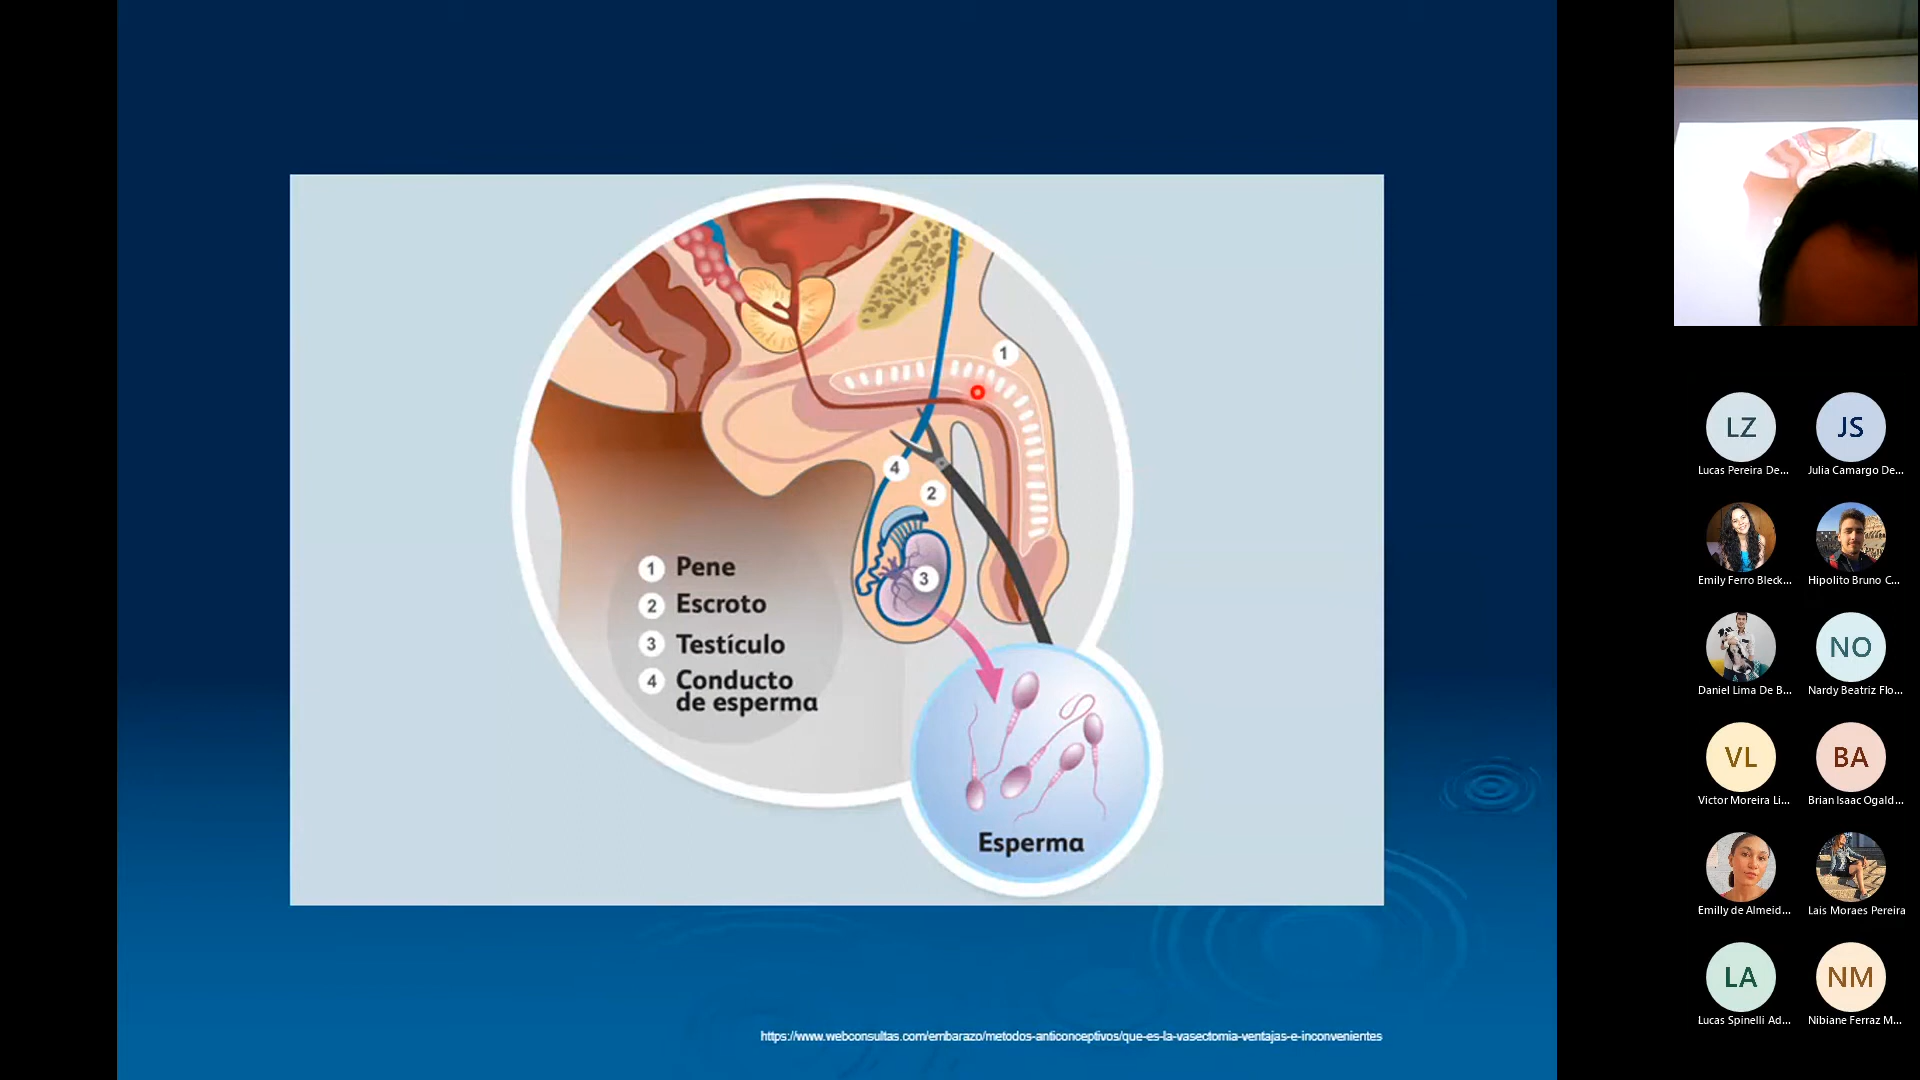 1
4
2
3
1 Pene
2 Escroto
3 Testículo
4 Conducto
de esperma
Esperma
https://www.webconsultas.com/embarazo/metodos-anticonceptivos/que-es-la-vasectomia-ventajas-e-inconvenientes
LZ JS
Lucas Pereira De... Julia Camargo De...
Emily Ferro Bleck... Hipolito Bruno C...
Daniel Lima De B... Nardy Beatriz Flo...
NO
VL BA
Victor Moreira Li... Brian Isaac Ogald...
Emilly de Almeid... Lais Moraes Pereira
LA NM
Lucas Spinelli Ad... Nibiane Ferraz M...